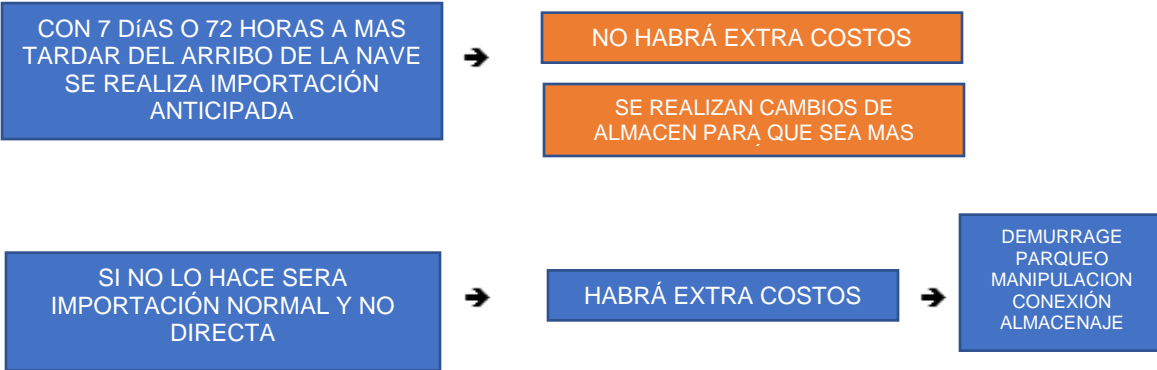 CON 7 DíAS O 72 HORAS A MAS
TARDAR DEL ARRIBO DE LA NAVE
SE REALIZA IMPORTACIÓN
ANTICIPADA
NO HABRÁ EXTRA COSTOS
SE REALIZAN CAMBIOS DE
ALMACEN PARA QUE SEA MAS
SI NO LO HACE SERA
IMPORTACIÓN NORMAL Y NO
DIRECTA
HABRÁ EXTRA COSTOS
DEMURRAGE
PARQUEO
MANIPULACION
CONEXIÓN
ALMACENAJE